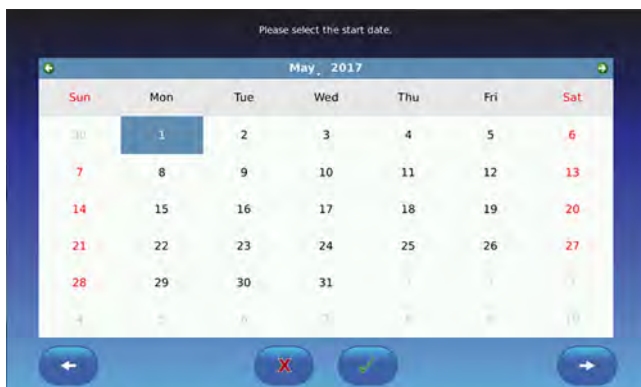 Please select the start date.
May, 2017
Sun Mon Tue Wed Thu Fri Sat
30 1 2 3 4 5 6
7 8 9 10 11 12 13
14 15 16 17 18 19 20
21 22 23 24 25 26 27
28 29 30 31 1 2 3
4 5 6 7 8 9 10
X